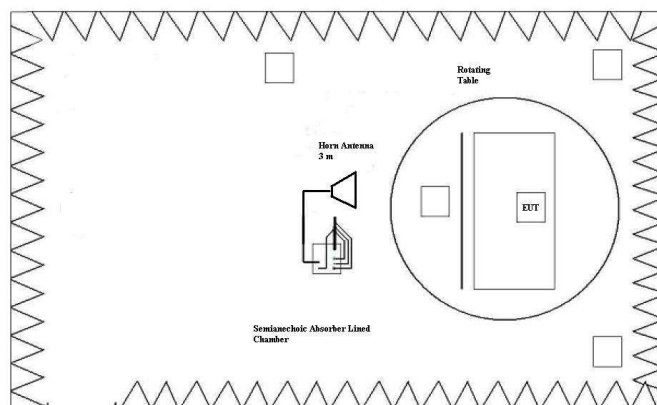 Rotating
Table
Horn Antenna
3 m
EUT
Semianechoic Absorber Lined
Chamber